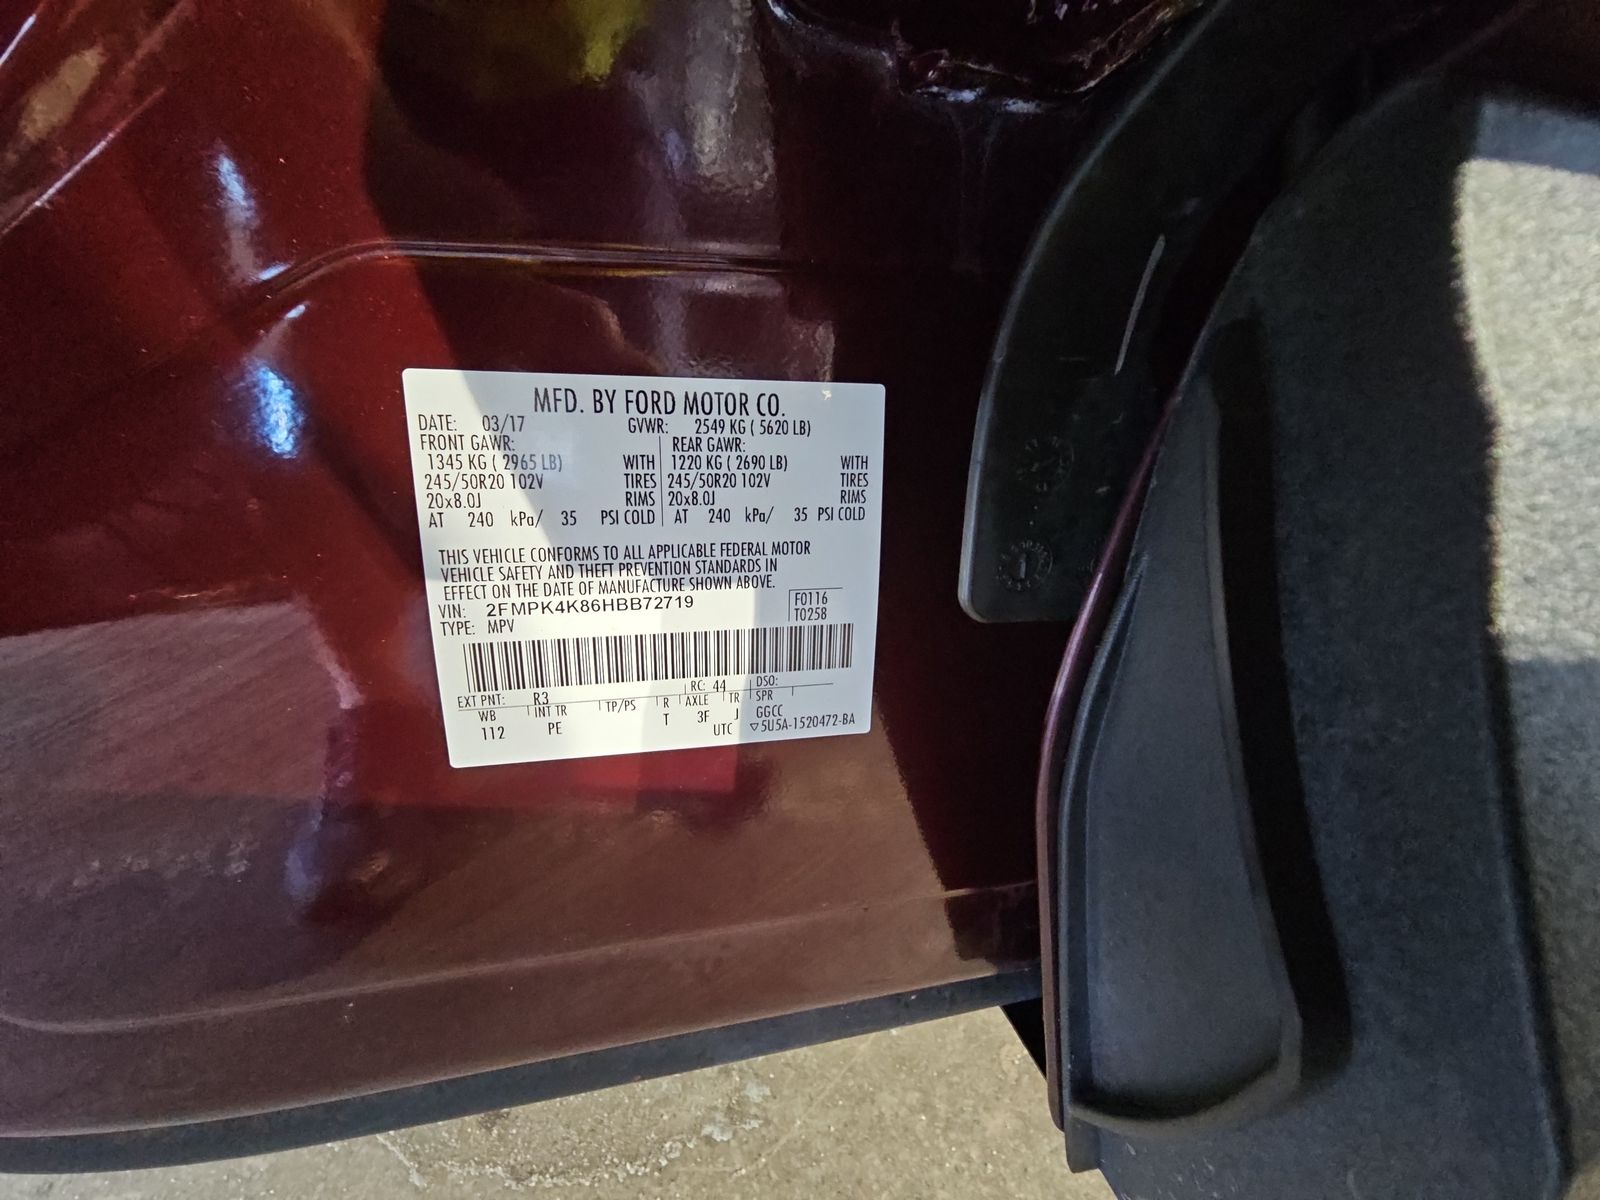 MFD. BY FORD MOTOR CO.
DATE: 03/17 GVWR: 2549 KG ( 5620 LB)
FRONT GAWR: REAR GAWR:
1345 KG ( 2965 LB) WITH 1220 KG ( 2690 LB) WITH
245/50R20 102V TIRES 245/50R20 102V TIRES
20x8.0J RIMS 20x8.0J RIMS
AT 240 kPa/ 35 PSI COLD AT 240 kPa/ 35 PSI COLD
THIS VEHICLE CONFORMS TO ALL APPLICABLE FEDERAL MOTOR
VEHICLE SAFETY AND THEFT PREVENTION STANDARDS IN
EFFECT ON THE DATE OF MANUFACTURE SHOWN ABOVE.
VIN: 2FMPK4K86HBB72719 F0116
TYPE: MPV T0258
EXT PNT: R3 RC: 44 DSO:
WB INT TR TP/PS R AXLE TR SPR
112 PE T 3F J GGCC
UTC ▽5U5A-1520472-BA